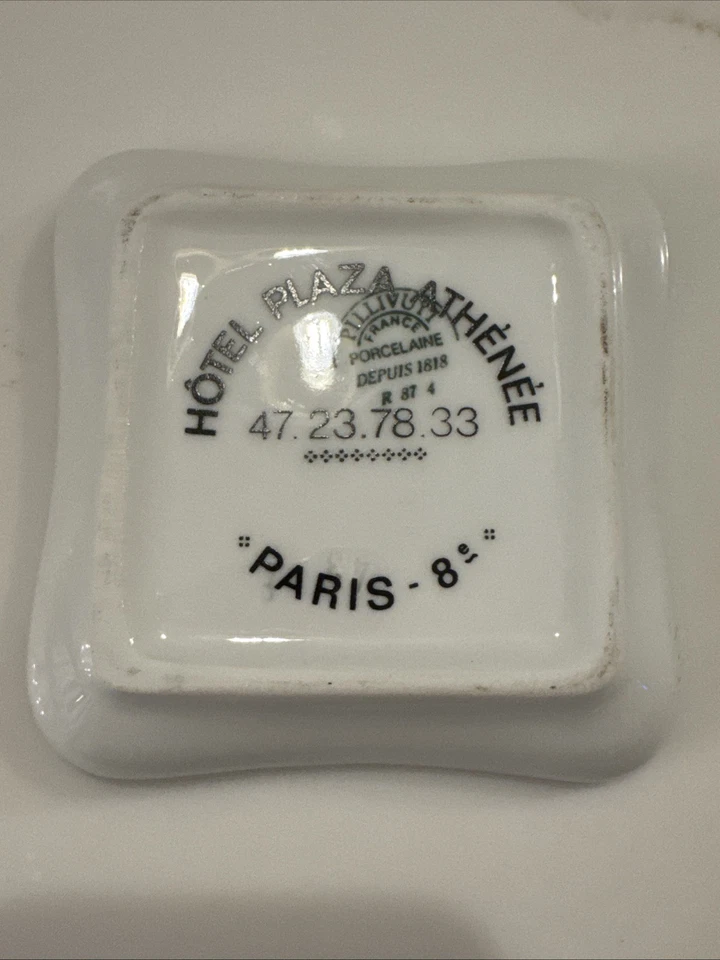 HÔTEL PLAZA ATHÉNÉE
PILLIVUYT
FRANCE
PORCELAINE
DEPUIS 1818
R 87 4
47.23.78.33
PARIS - 8e